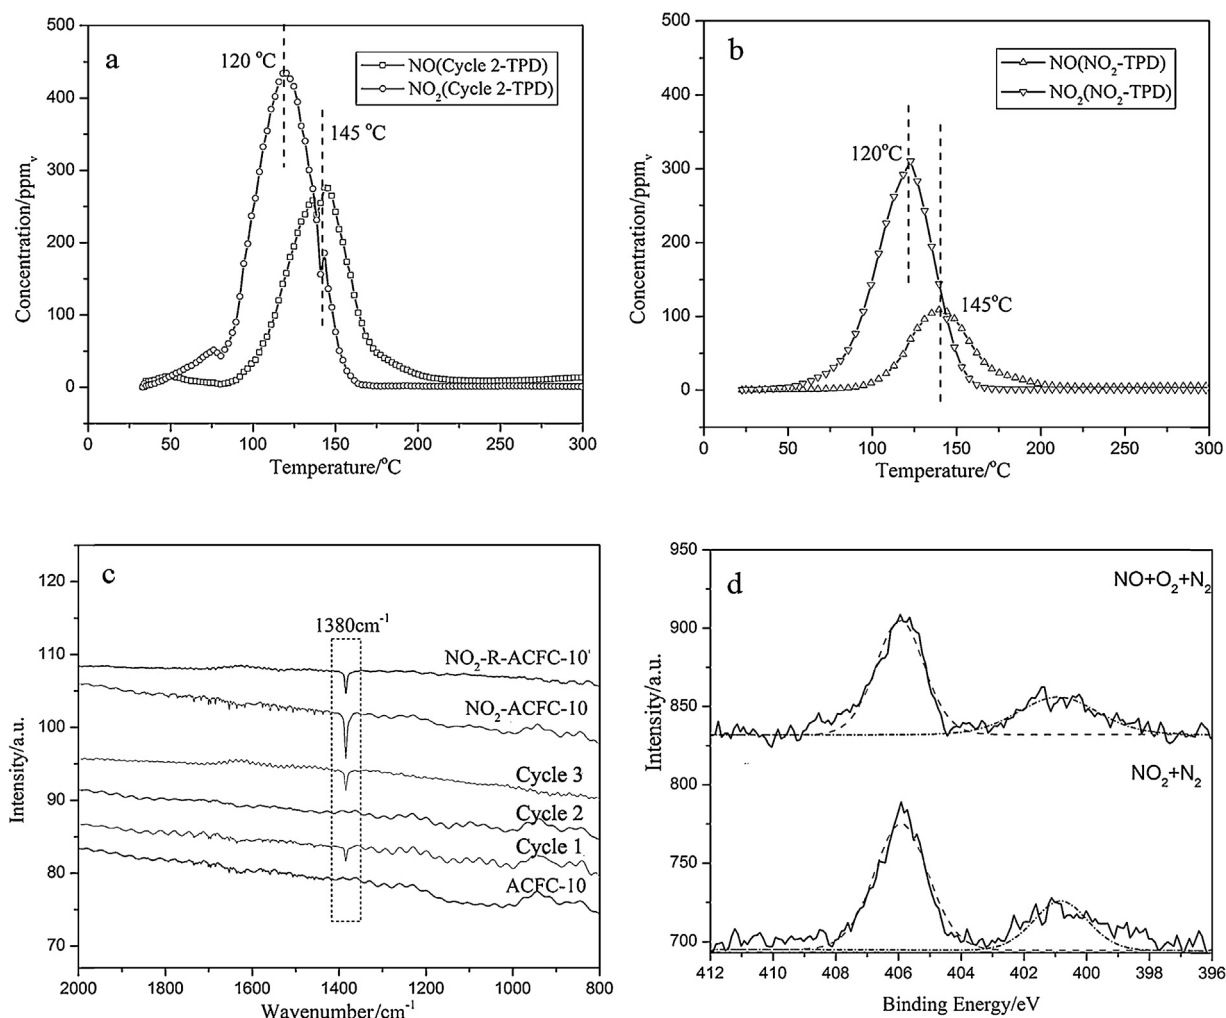 a
120 °C
NO(Cycle 2-TPD)
NO₂(Cycle 2-TPD)
145 °C
Concentration/ppmᵥ
500
400
300
200
100
0
0 50 100 150 200 250 300
Temperature/°C
b
NO(NO₂-TPD)
NO₂(NO₂-TPD)
120°C
145°C
Concentration/ppmᵥ
500
400
300
200
100
0
0 50 100 150 200 250 300
Temperature/°C
c
1380cm⁻¹
NO₂-R-ACFC-10'
NO₂-ACFC-10
Cycle 3
Cycle 2
Cycle 1
ACFC-10
Intensity/a.u.
120
110
100
90
80
70
2000 1800 1600 1400 1200 1000 800
Wavenumber/cm⁻¹
d
NO+O₂+N₂
NO₂+N₂
Intensity/a.u.
950
900
850
800
750
700
412 410 408 406 404 402 400 398 396
Binding Energy/eV